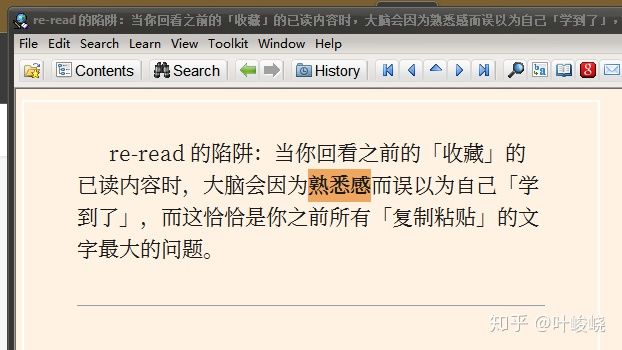 re-read 的陷阱：当你回看之前的「收藏」的已读内容时，大脑会因为熟悉感而误以为自己「学到了」，
File Edit Search Learn View Toolkit Window Help
Contents Search History
re-read 的陷阱：当你回看之前的「收藏」的
已读内容时，大脑会因为熟悉感而误以为自己「学
到了」，而这恰恰是你之前所有「复制粘贴」的文
字最大的问题。
知乎 @叶峻峣